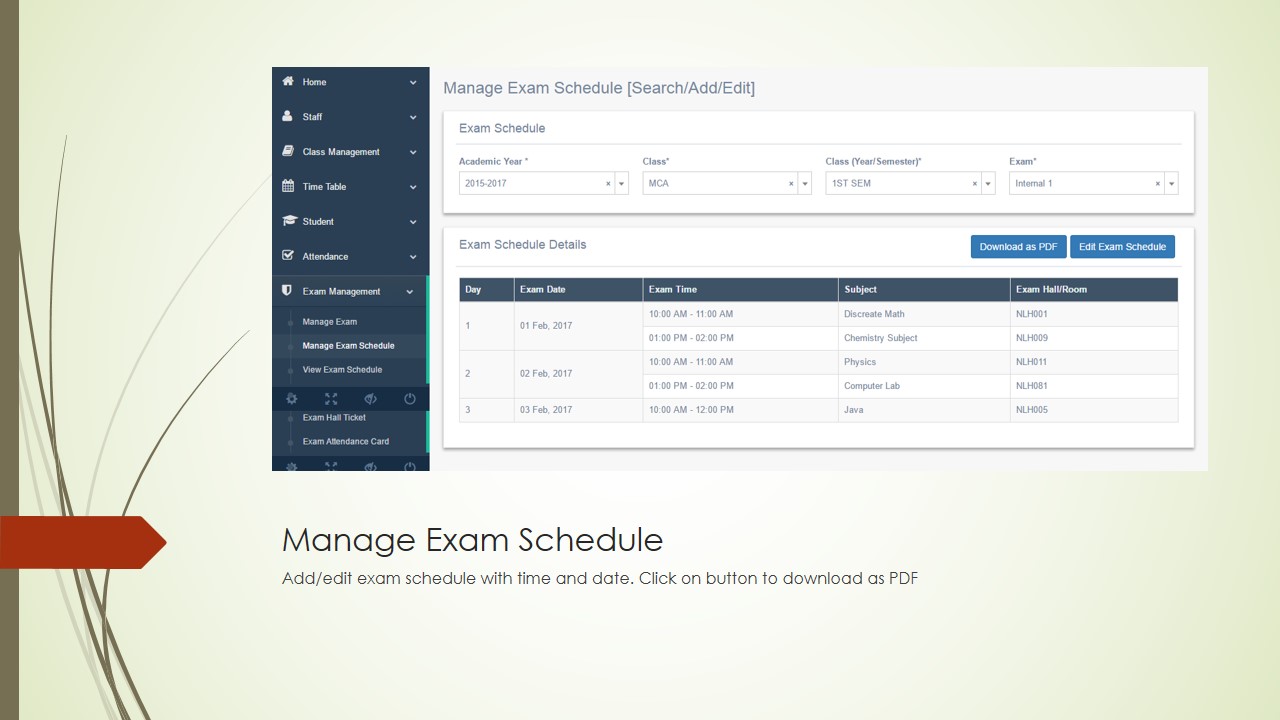 Home
Staff
Class Management
Time Table
Student
Attendance
Exam Management
Manage Exam
Manage Exam Schedule
View Exam Schedule
Exam Hall Ticket
Exam Attendance Card
Manage Exam Schedule [Search/Add/Edit]
Exam Schedule
Academic Year * Class* Class (Year/Semester)* Exam*
2015-2017 × MCA × 1ST SEM × Internal 1 ×
Exam Schedule Details Download as PDF Edit Exam Schedule
Day Exam Date Exam Time Subject Exam Hall/Room
1 01 Feb, 2017 10:00 AM - 11:00 AM Discreate Math NLH001
01:00 PM - 02:00 PM Chemistry Subject NLH009
2 02 Feb, 2017 10:00 AM - 11:00 AM Physics NLH011
01:00 PM - 02:00 PM Computer Lab NLH081
3 03 Feb, 2017 10:00 AM - 12:00 PM Java NLH005
Manage Exam Schedule
Add/edit exam schedule with time and date. Click on button to download as PDF